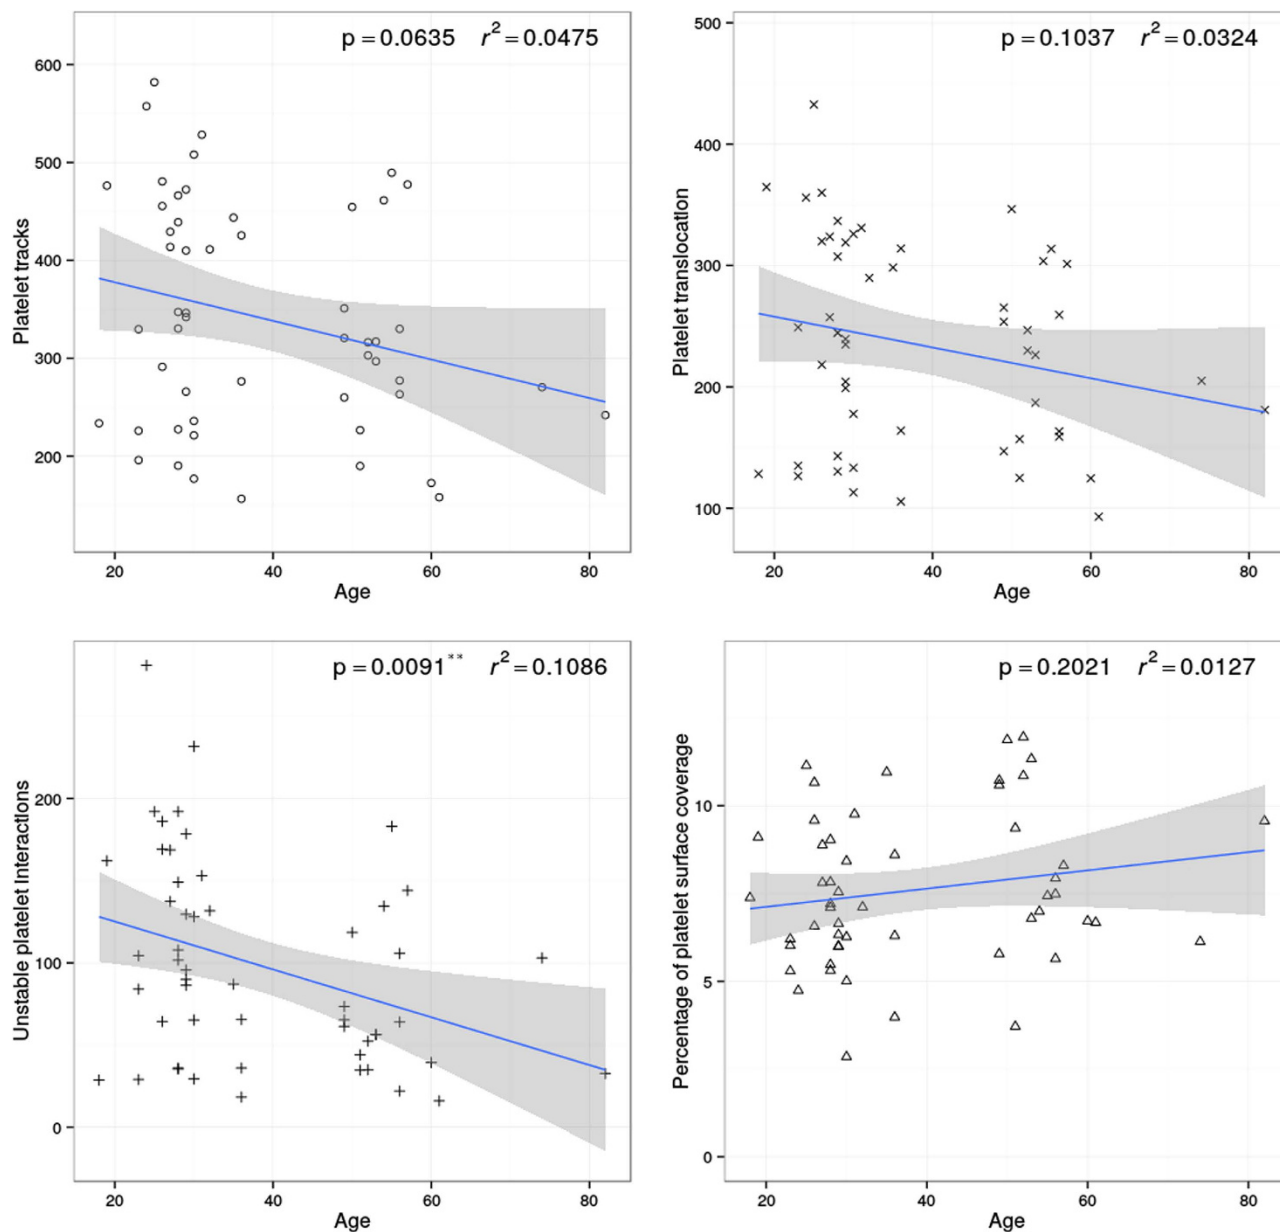 p = 0.0635 r² = 0.0475
600
500
400
300
200
Platelet tracks
20 40 60 80
Age
p = 0.1037 r² = 0.0324
500
400
300
200
100
Platelet translocation
20 40 60 80
Age
p = 0.0091** r² = 0.1086
200
100
0
Unstable platelet Interactions
20 40 60 80
Age
p = 0.2021 r² = 0.0127
10
5
0
Percentage of platelet surface coverage
20 40 60 80
Age